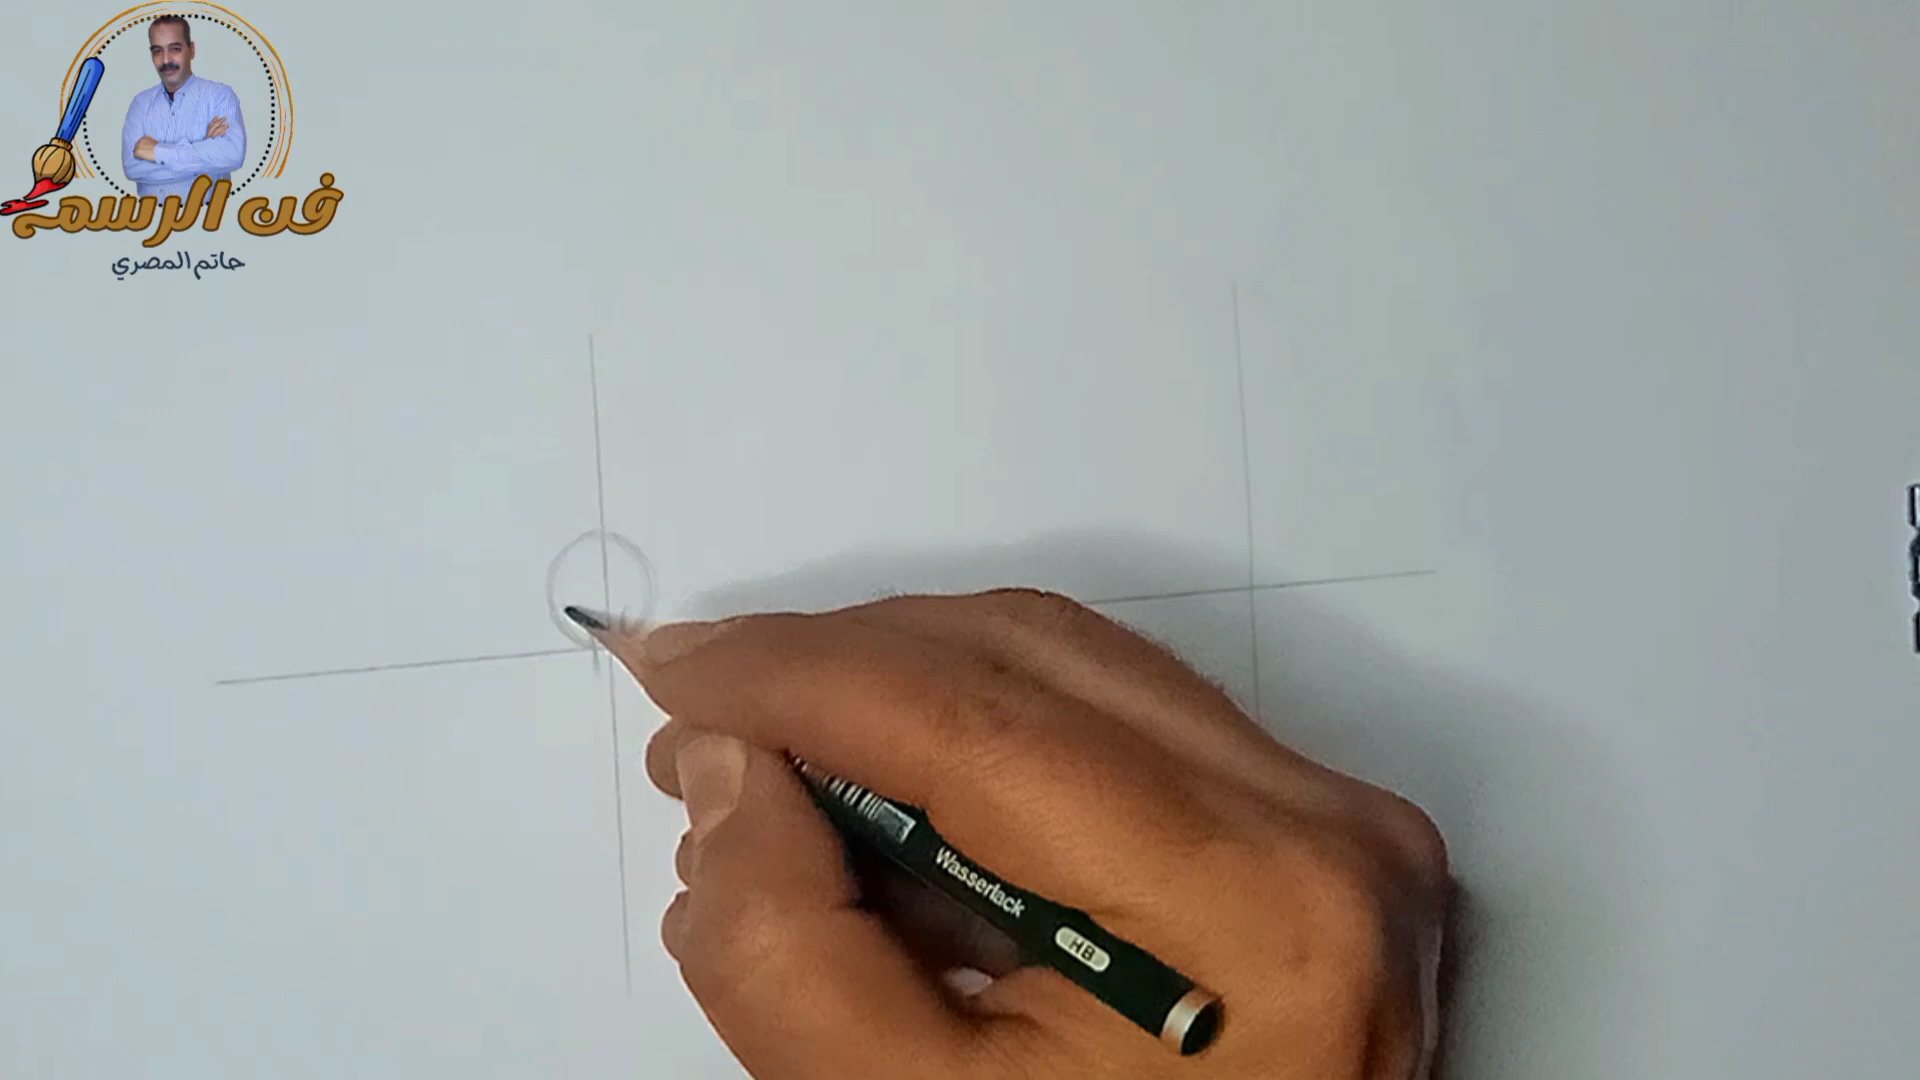 فن الرسم
حاتم المصري
Wasserlack
HB